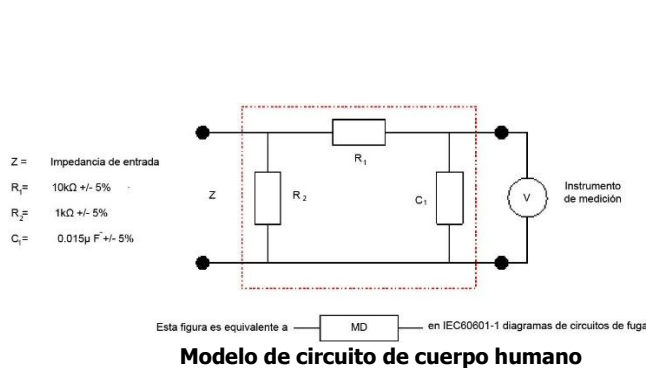 Z = Impedancia de entrada
R1= 10kΩ +/- 5%
R2= 1kΩ +/- 5%
C1= 0.015µ F +/- 5%
R1
Z
R2
C1
V
Instrumento
de medición
Esta figura es equivalente a MD en IEC60601-1 diagramas de circuitos de fuga
Modelo de circuito de cuerpo humano